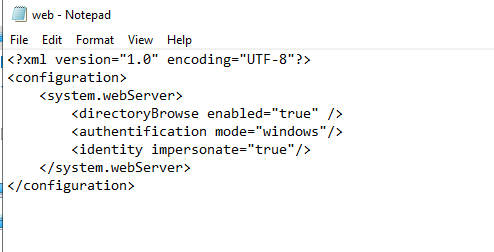 web - Notepad
File Edit Format View Help
<?xml version="1.0" encoding="UTF-8"?>
<configuration>
    <system.webServer>
        <directoryBrowse enabled="true" />
        <authentification mode="windows"/>
        <identity impersonate="true"/>
    </system.webServer>
</configuration>